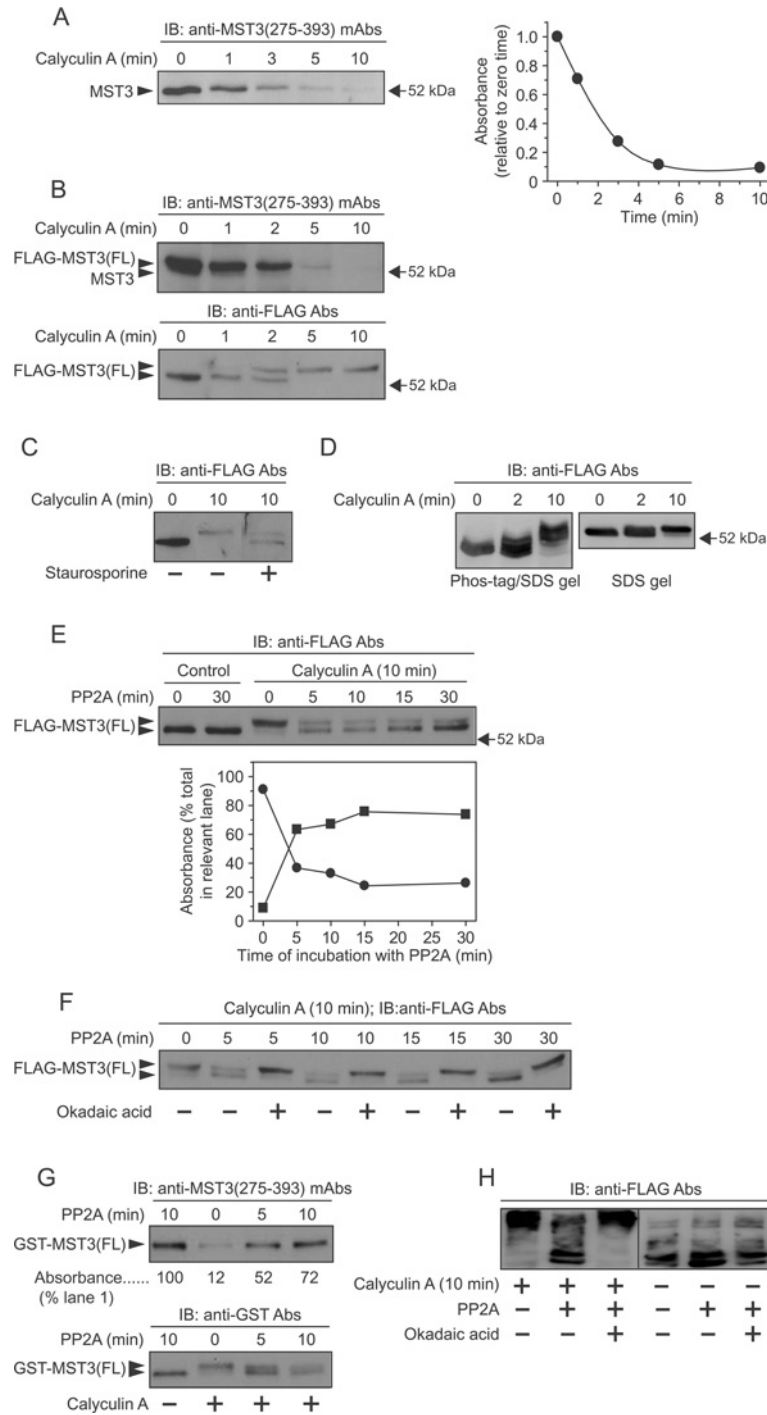 A
IB: anti-MST3(275-393) mAbs
Calyculin A (min) 0 1 3 5 10
MST3 52 kDa
Absorbance
(relative to zero time)
1.0
0.8
0.6
0.4
0.2
0
0 2 4 6 8 10
Time (min)
B
IB: anti-MST3(275-393) mAbs
Calyculin A (min) 0 1 2 5 10
FLAG-MST3(FL)
MST3 52 kDa
IB: anti-FLAG Abs
Calyculin A (min) 0 1 2 5 10
FLAG-MST3(FL)
52 kDa
C
IB: anti-FLAG Abs
Calyculin A (min) 0 10 10
Staurosporine − − +
D
IB: anti-FLAG Abs
Calyculin A (min) 0 2 10 0 2 10
52 kDa
Phos-tag/SDS gel SDS gel
E
IB: anti-FLAG Abs
Control Calyculin A (10 min)
PP2A (min) 0 30 0 5 10 15 30
FLAG-MST3(FL)
52 kDa
Absorbance (% total
in relevant lane)
100
80
60
40
20
0
0 5 10 15 20 25 30
Time of incubation with PP2A (min)
F
Calyculin A (10 min); IB:anti-FLAG Abs
PP2A (min) 0 5 5 10 10 15 15 30 30
FLAG-MST3(FL)
Okadaic acid − − + − + − + − +
G
IB: anti-MST3(275-393) mAbs
PP2A (min) 10 0 5 10
GST-MST3(FL)
Absorbance...... 100 12 52 72
(% lane 1)
IB: anti-GST Abs
PP2A (min) 10 0 5 10
GST-MST3(FL)
Calyculin A − + + +
H
IB: anti-FLAG Abs
Calyculin A (10 min) + + + − − −
PP2A − + + − + +
Okadaic acid − − + − − +